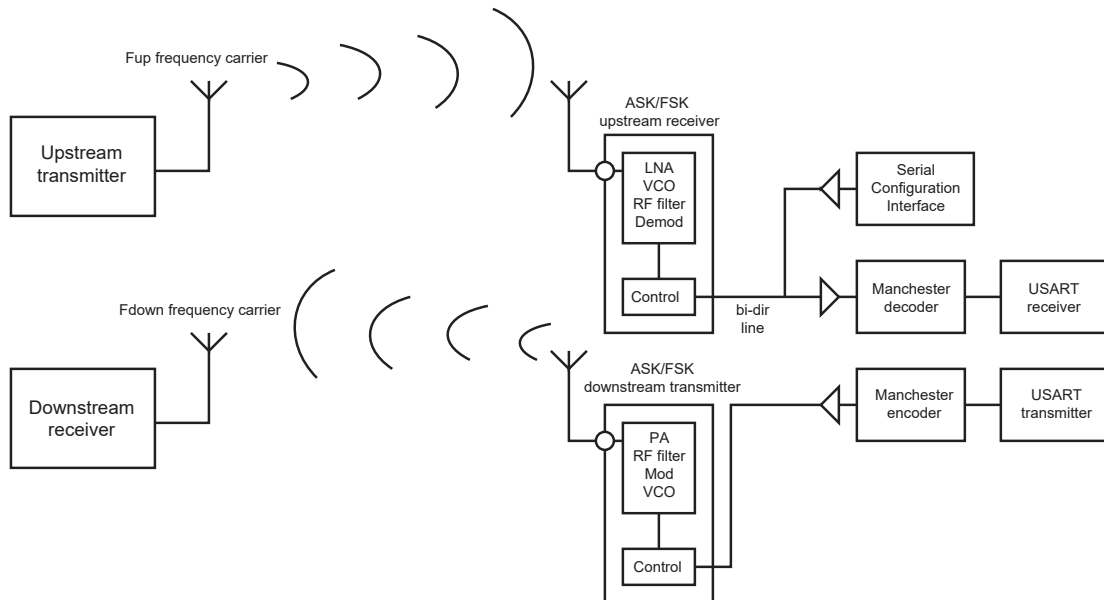 Fup frequency carrier
Upstream
transmitter
ASK/FSK
upstream receiver
LNA
VCO
RF filter
Demod
Control
bi-dir
line
Serial
Configuration
Interface
Manchester
decoder
USART
receiver
Fdown frequency carrier
Downstream
receiver
ASK/FSK
downstream transmitter
PA
RF filter
Mod
VCO
Control
Manchester
encoder
USART
transmitter